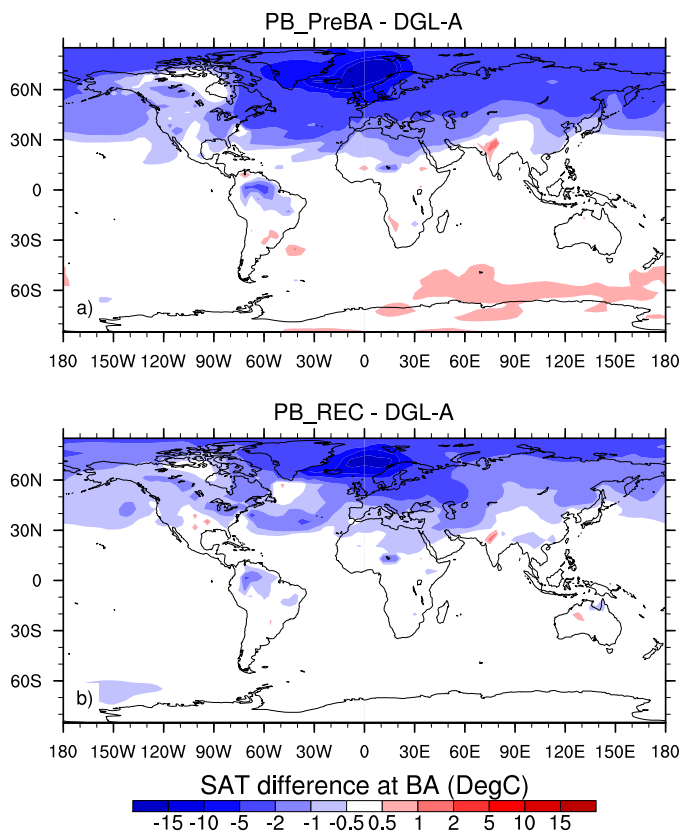 PB_PreBA - DGL-A
60N
30N
0
30S
60S
a)
180 150W 120W 90W 60W 30W 0 30E 60E 90E 120E 150E 180
PB_REC - DGL-A
60N
30N
0
30S
60S
b)
180 150W 120W 90W 60W 30W 0 30E 60E 90E 120E 150E 180
SAT difference at BA (DegC)
-15 -10 -5 -2 -1 -0.5 0.5 1 2 5 10 15